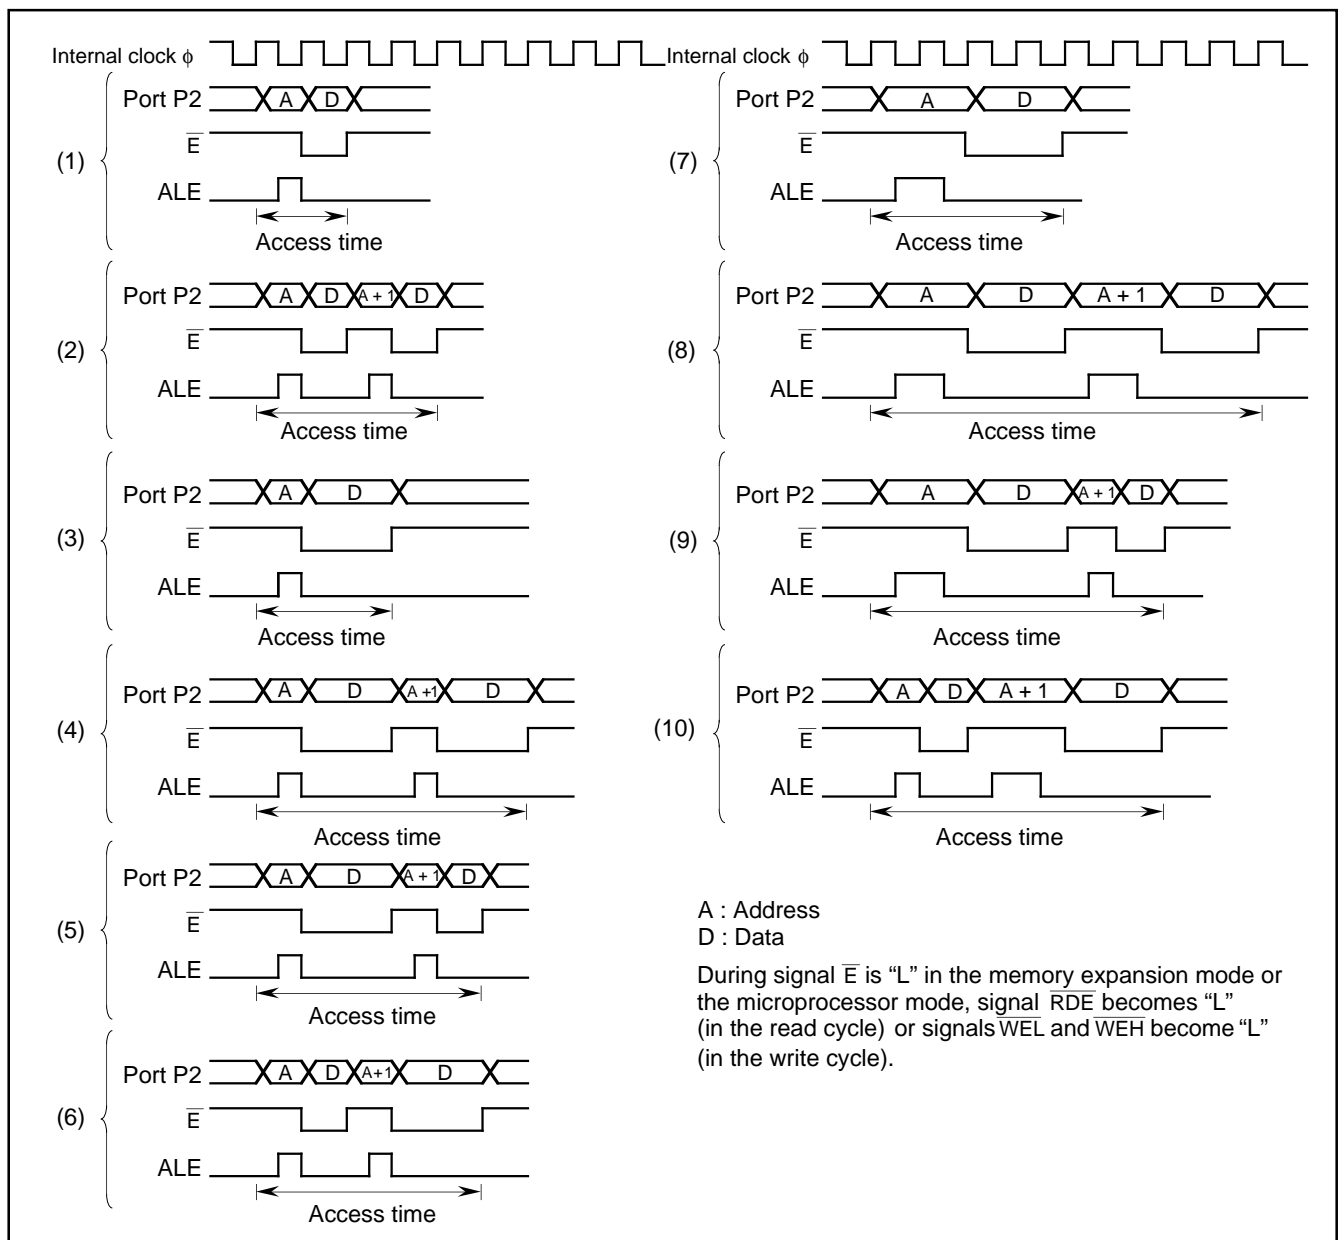 Internal clock ϕ
(1)
Port P2 A D
E̅
ALE
Access time
(2)
Port P2 A D A + 1 D
E̅
ALE
Access time
(3)
Port P2 A D
E̅
ALE
Access time
(4)
Port P2 A D A +1 D
E̅
ALE
Access time
(5)
Port P2 A D A + 1 D
E̅
ALE
Access time
(6)
Port P2 A D A+1 D
E̅
ALE
Access time
Internal clock ϕ
(7)
Port P2 A D
E̅
ALE
Access time
(8)
Port P2 A D A + 1 D
E̅
ALE
Access time
(9)
Port P2 A D A + 1 D
E̅
ALE
Access time
(10)
Port P2 A D A + 1 D
E̅
ALE
Access time
A : Address
D : Data
During signal E̅ is “L” in the memory expansion mode or
the microprocessor mode, signal R̅D̅E̅ becomes “L”
(in the read cycle) or signals W̅E̅L̅ and W̅E̅H̅ become “L”
(in the write cycle).